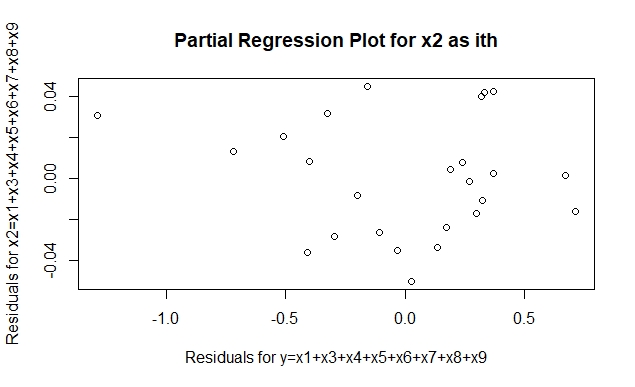 Partial Regression Plot for x2 as ith
Residuals for x2=x1+x3+x4+x5+x6+x7+x8+x9
0.04
0.00
-0.04
-1.0 -0.5 0.0 0.5
Residuals for y=x1+x3+x4+x5+x6+x7+x8+x9